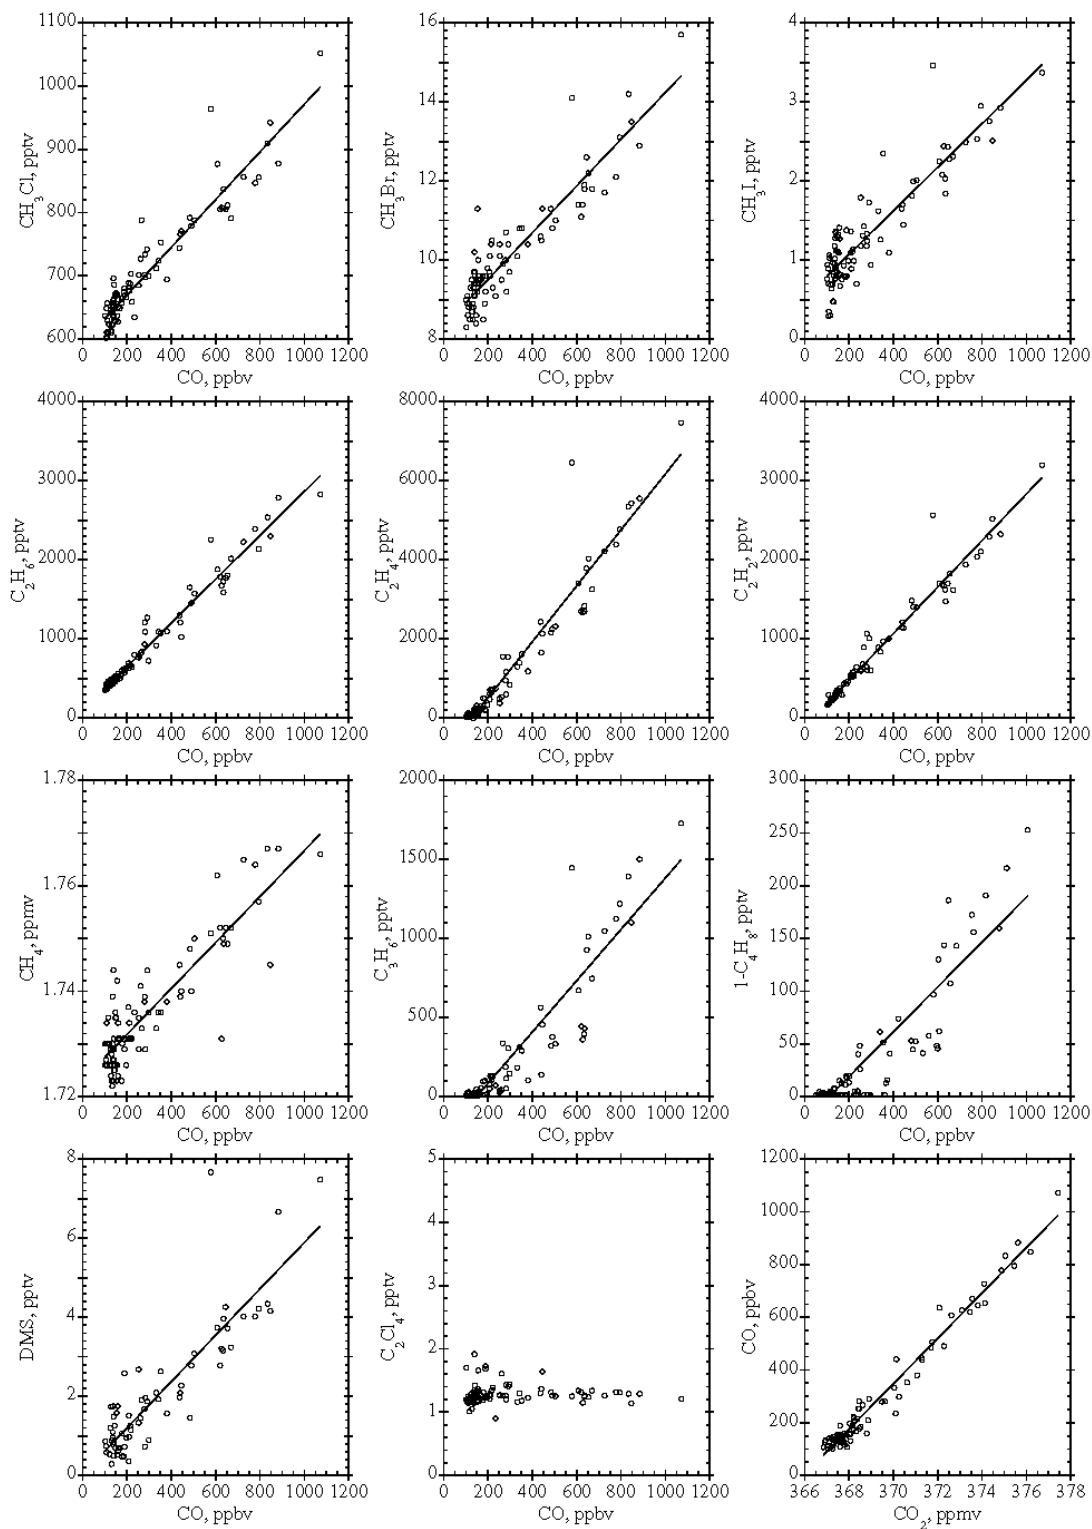 1100
1000
900
800
700
600
CH3Cl, pptv
0 200 400 600 800 1000 1200
CO, ppbv
16
14
12
10
8
CH3Br, pptv
0 200 400 600 800 1000 1200
CO, ppbv
4
3
2
1
0
CH3I, pptv
0 200 400 600 800 1000 1200
CO, ppbv
4000
3000
2000
1000
0
C2H6, pptv
0 200 400 600 800 1000 1200
CO, ppbv
8000
6000
4000
2000
0
C2H4, pptv
0 200 400 600 800 1000 1200
CO, ppbv
4000
3000
2000
1000
0
C2H2, pptv
0 200 400 600 800 1000 1200
CO, ppbv
1.78
1.76
1.74
1.72
CH4, ppmv
0 200 400 600 800 1000 1200
CO, ppbv
2000
1500
1000
500
0
C3H6, pptv
0 200 400 600 800 1000 1200
CO, ppbv
300
250
200
150
100
50
0
1-C4H8, pptv
0 200 400 600 800 1000 1200
CO, ppbv
8
6
4
2
0
DMS, pptv
0 200 400 600 800 1000 1200
CO, ppbv
5
4
3
2
1
0
C2Cl4, pptv
0 200 400 600 800 1000 1200
CO, ppbv
1200
1000
800
600
400
200
0
CO, ppbv
366 368 370 372 374 376 378
CO2, ppmv